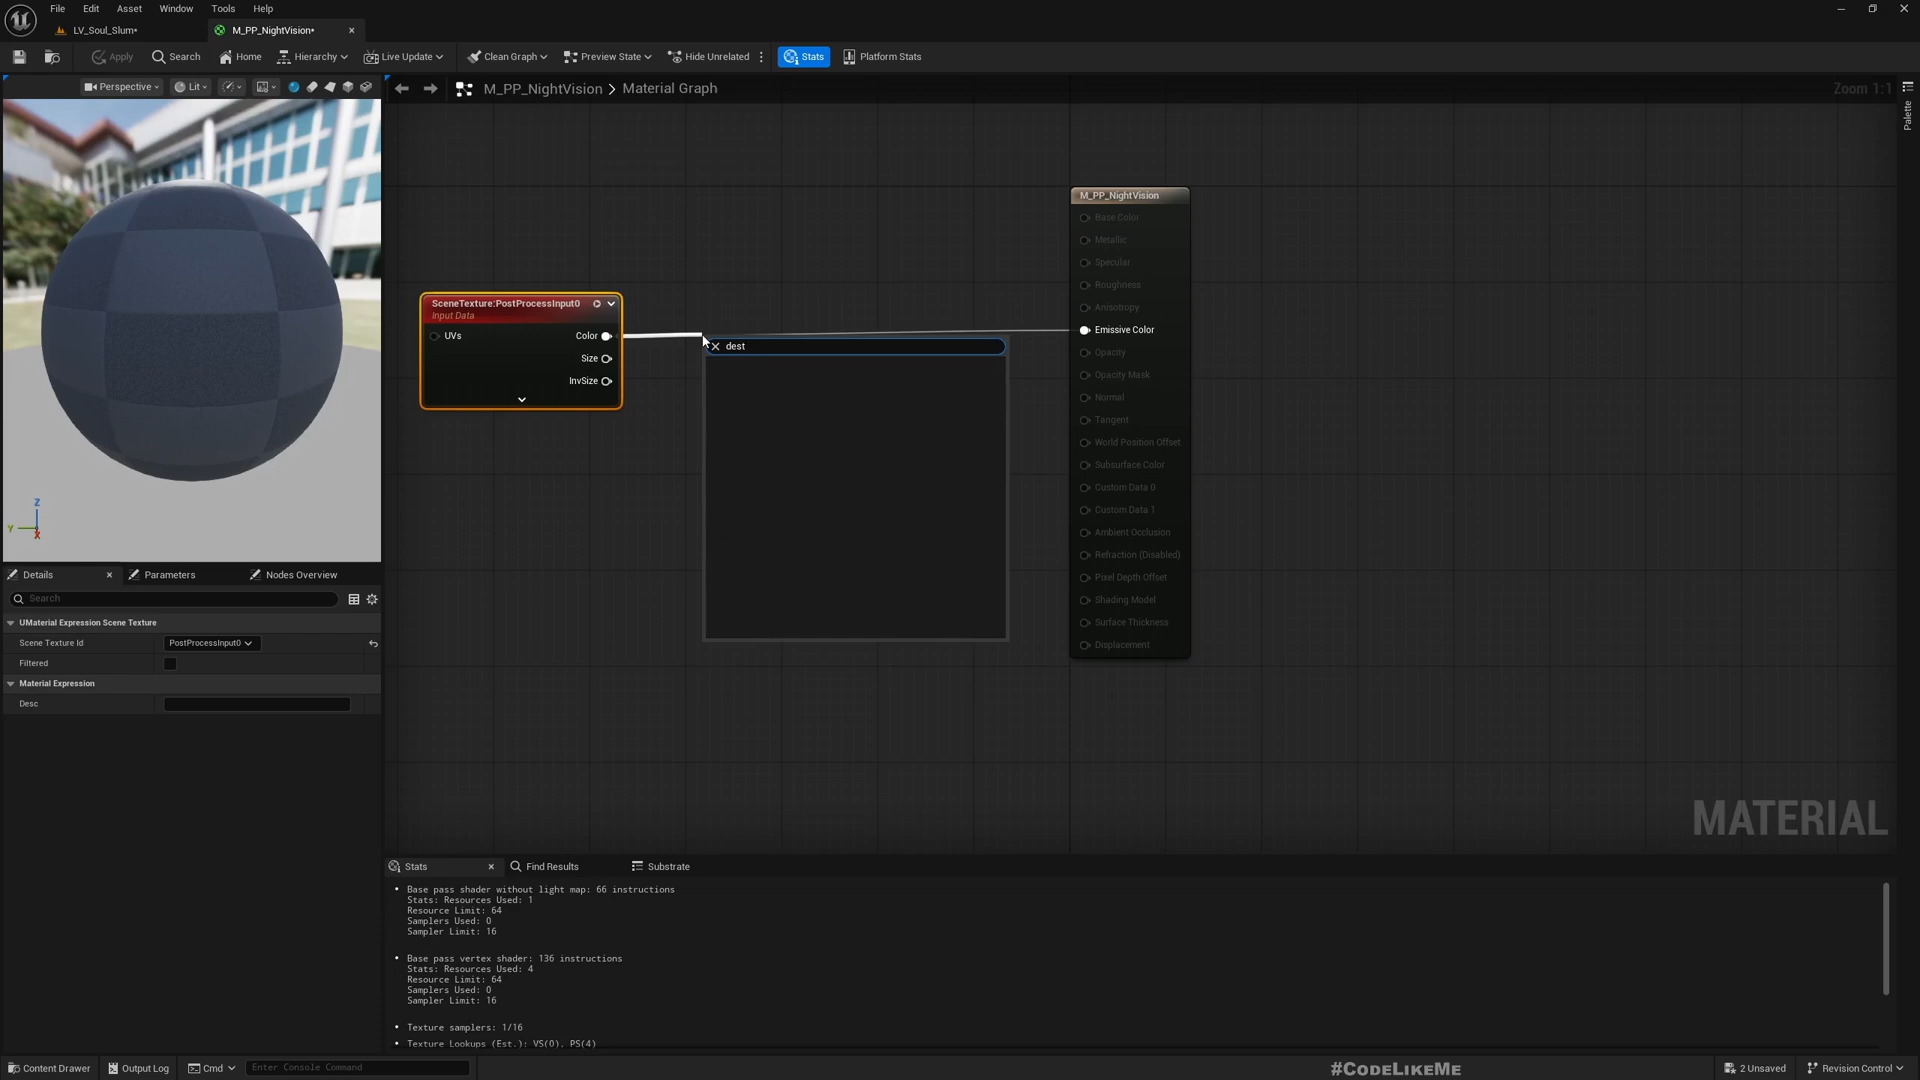 File Edit Asset Window Tools Help
LV_Soul_Slum* M_PP_NightVision*
Apply Search Home Hierarchy Live Update Clean Graph Preview State Hide Unrelated Stats Platform Stats
Perspective Lit
M_PP_NightVision > Material Graph Zoom 1:1
Palette
M_PP_NightVision
Base Color
Metallic
Specular
Roughness
Anisotropy
Emissive Color
Opacity
Opacity Mask
Normal
Tangent
World Position Offset
Subsurface Color
Custom Data 0
Custom Data 1
Ambient Occlusion
Refraction (Disabled)
Pixel Depth Offset
Shading Model
Surface Thickness
Displacement
SceneTexture:PostProcessInput0
Input Data
UVs Color
Size
InvSize
dest
Z
Y
X
MATERIAL
Details Parameters Nodes Overview
Search
UMaterial Expression Scene Texture
Scene Texture Id PostProcessInput0
Filtered
Material Expression
Desc
Stats Find Results Substrate
• Base pass shader without light map: 66 instructions
Stats: Resources Used: 1
Resource Limit: 64
Samplers Used: 0
Sampler Limit: 16
• Base pass vertex shader: 136 instructions
Stats: Resources Used: 4
Resource Limit: 64
Samplers Used: 0
Sampler Limit: 16
• Texture samplers: 1/16
• Texture Lookups (Est.): VS(0), PS(4)
Content Drawer Output Log Cmd Enter Console Command #CODELIKEME 2 Unsaved Revision Control